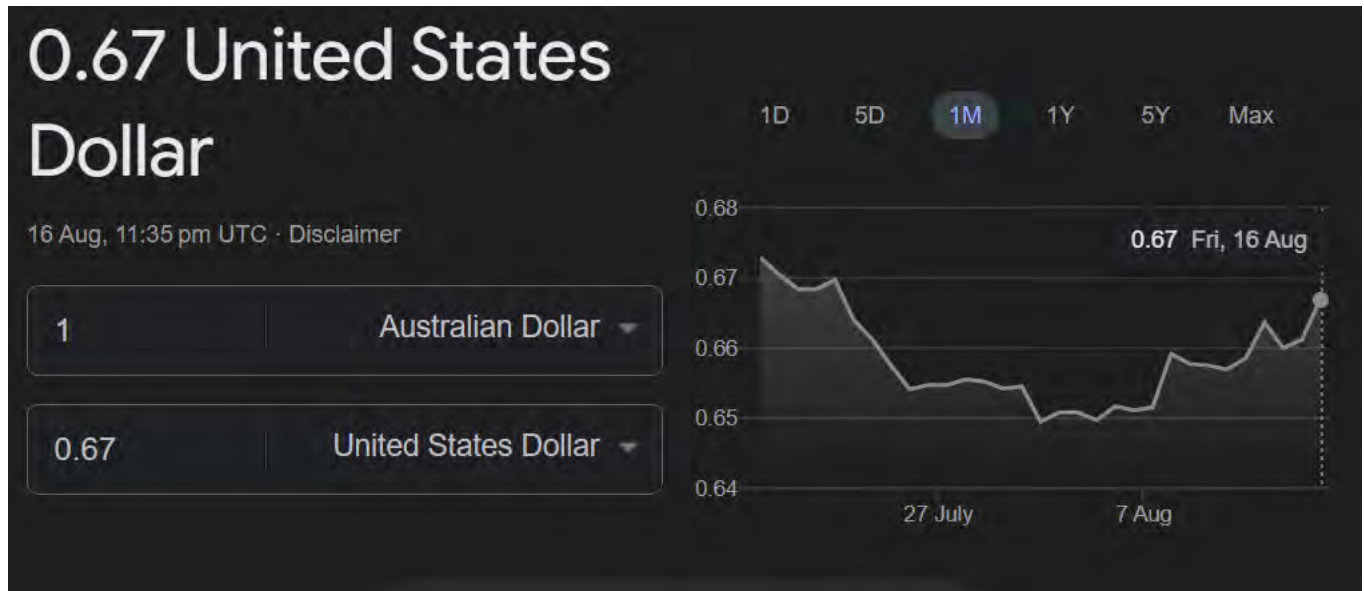 0.67 United States
Dollar
16 Aug, 11:35 pm UTC · Disclaimer
1 Australian Dollar
0.67 United States Dollar
1D 5D 1M 1Y 5Y Max
0.67 Fri, 16 Aug
0.68
0.67
0.66
0.65
0.64
27 July 7 Aug